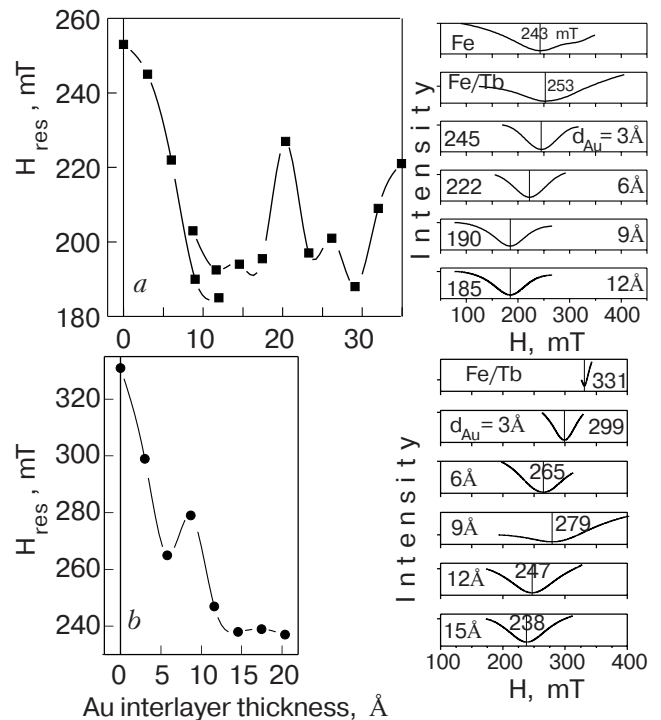 a
H res , mT
260
240
220
200
180
0
10
20
30
Intensity
Fe
243 mT
Fe/Tb
253
245
d Au = 3Å
222
6Å
190
9Å
185
12Å
100 200 300 400
H, mT
b
H res , mT
320
300
280
260
240
0 5 10 15 20
Au interlayer thickness, Å
Intensity
Fe/Tb
331
d Au = 3Å
299
6Å
265
9Å
279
12Å
247
15Å
238
100 200 300 400
H, mT